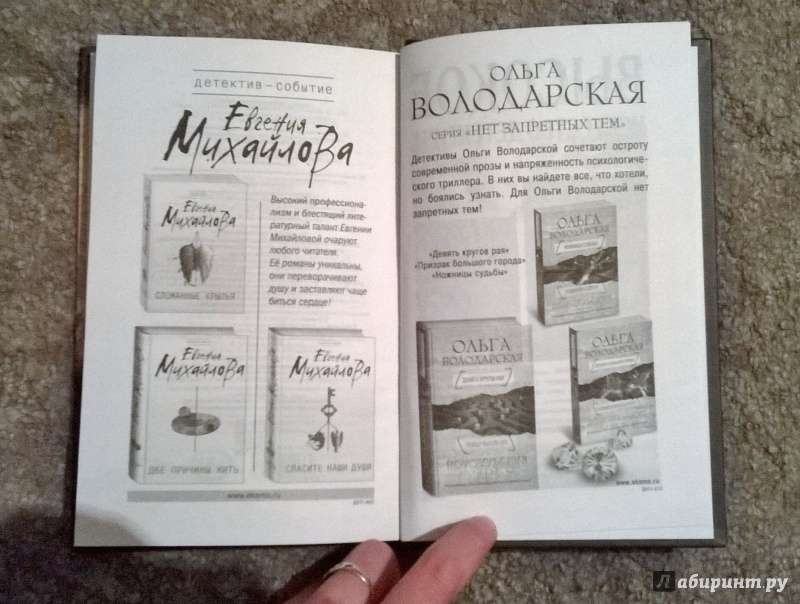 детектив – событие
Евгения
Михайлова
Евгения
Михайлова
СЛОМАННЫЕ КРЫЛЬЯ
Высокий профессиона-
лизм и блестящий лите-
ратурный талант Евгении
Михайловой очаруют
любого читателя.
Её романы уникальны,
они переворачивают
душу и заставляют чаще
биться сердце!
Евгения
Михайлова
ДВЕ ПРИЧИНЫ ЖИТЬ
Евгения
Михайлова
СПАСИТЕ НАШИ ДУШИ
www.eksmo.ru
ОЛЬГА
ВОЛОДАРСКАЯ
СЕРИЯ «НЕТ ЗАПРЕТНЫХ ТЕМ»
Детективы Ольги Володарской сочетают остроту
современной прозы и напряженность психологиче-
ского триллера. В них вы найдете все, что хотели,
но боялись узнать. Для Ольги Володарской нет
запретных тем!
«Девять кругов рая»
«Призрак большого города»
«Ножницы судьбы»
ОЛЬГА
ВОЛОДАРСКАЯ
ОЛЬГА
ВОЛОДАРСКАЯ
ОЛЬГА
ВОЛОДАРСКАЯ
www.eksmo.ru
Лабиринт.ру